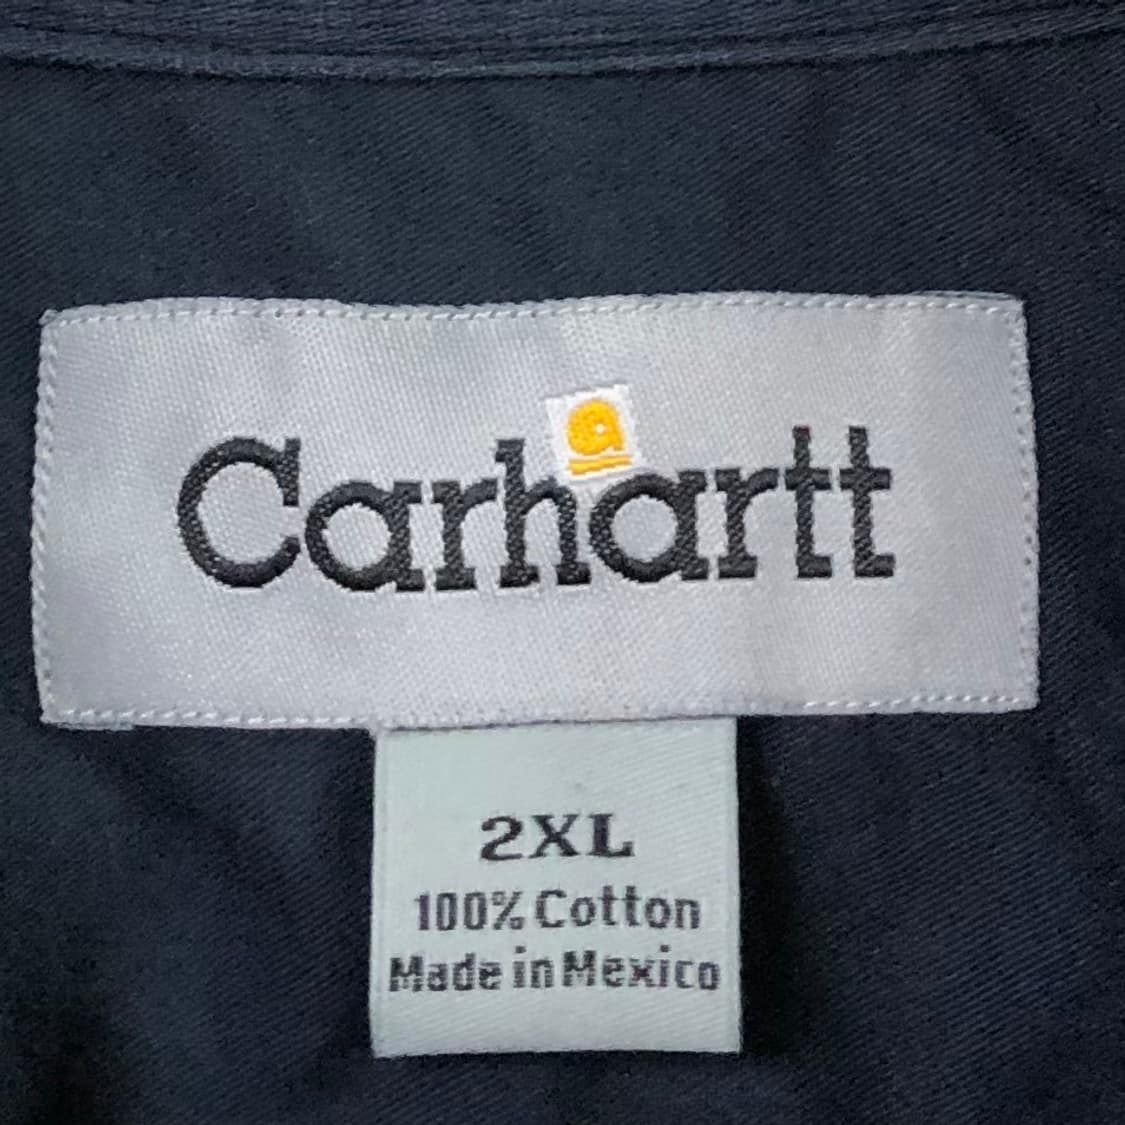 Carhartt
2XL
100% Cotton
Made in Mexico